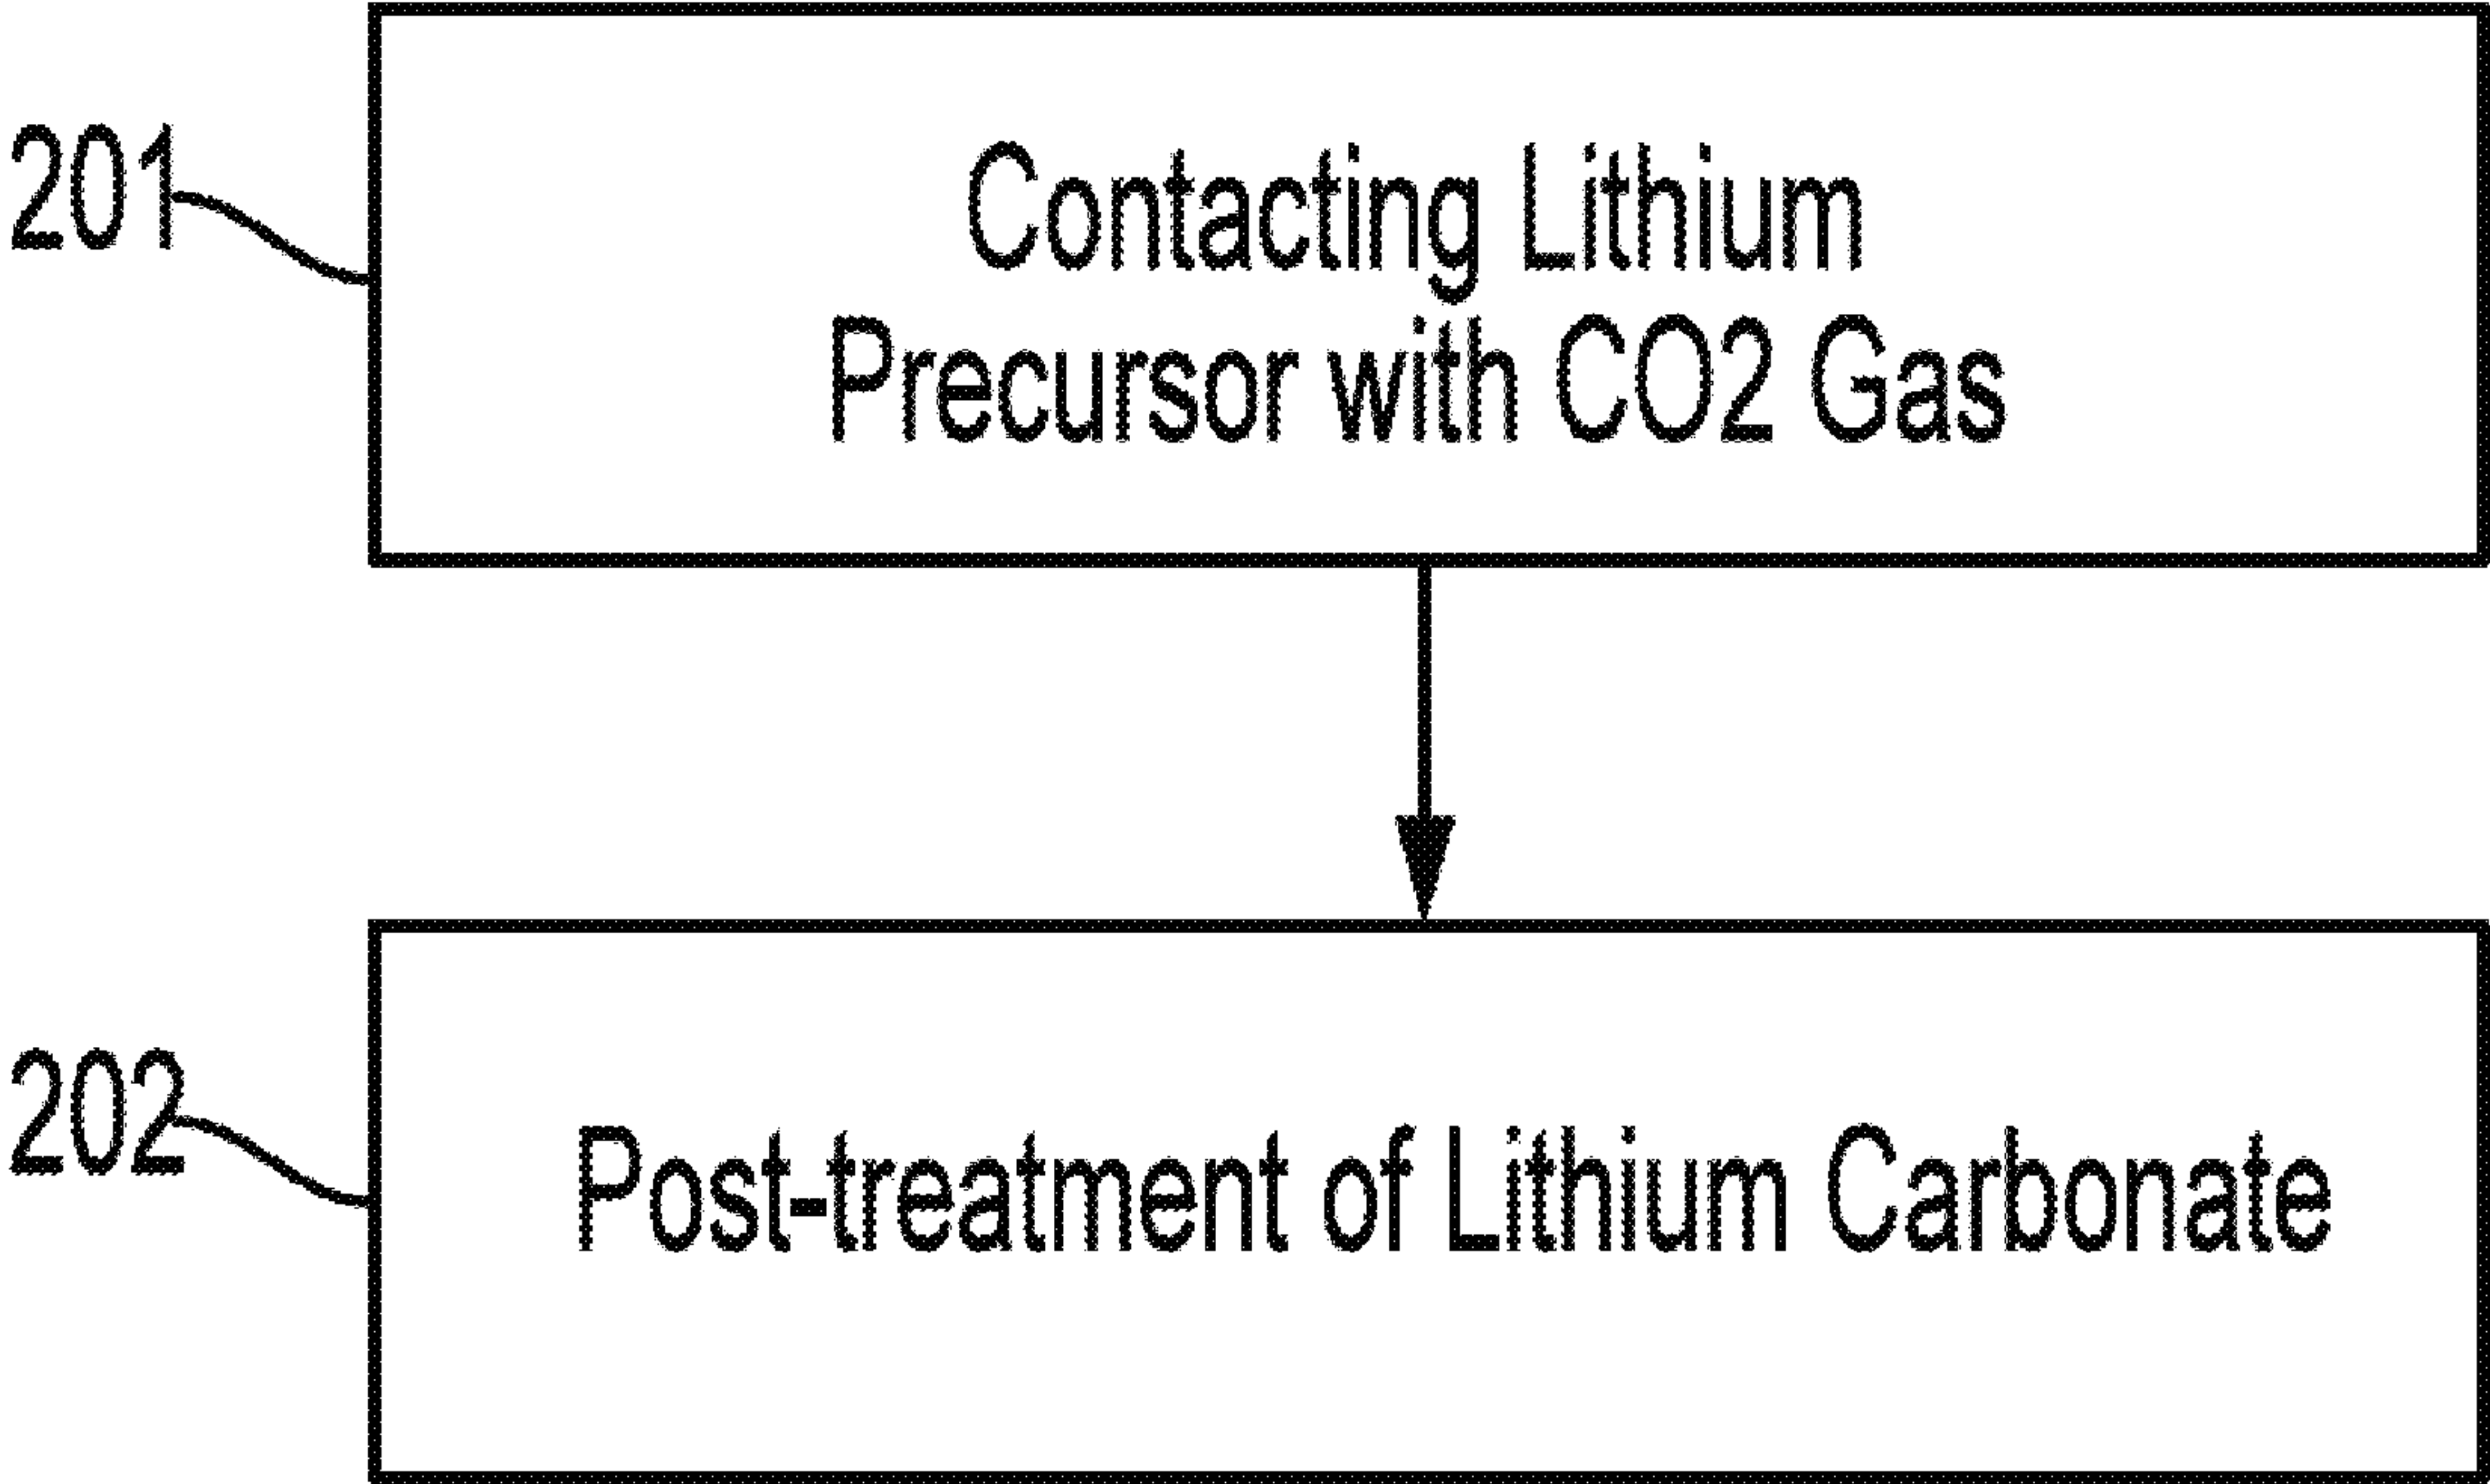 201
Contacting Lithium
Precursor with CO2 Gas
202
Post-treatment of Lithium Carbonate